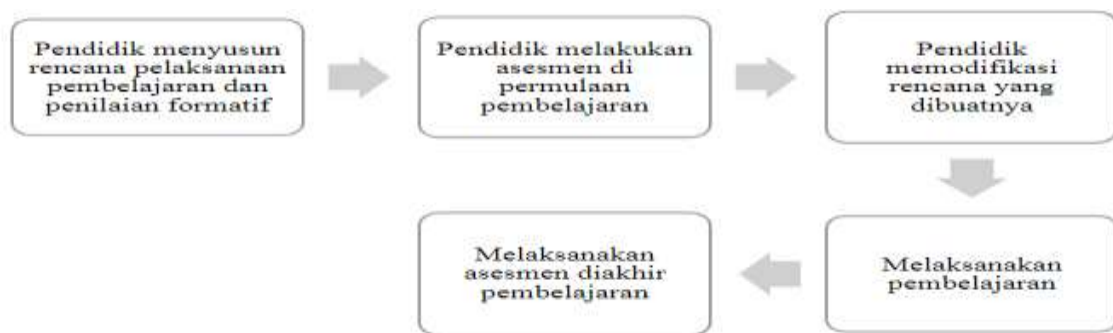 Pendidik menyusun
rencana pelaksanaan
pembelajaran dan
penilaian formatif
Pendidik melakukan
asesmen di
permulaan
pembelajaran
Pendidik
memodifikasi
rencana yang
dibuatnya
Melaksanakan
pembelajaran
Melaksanakan
asesmen diakhir
pembelajaran